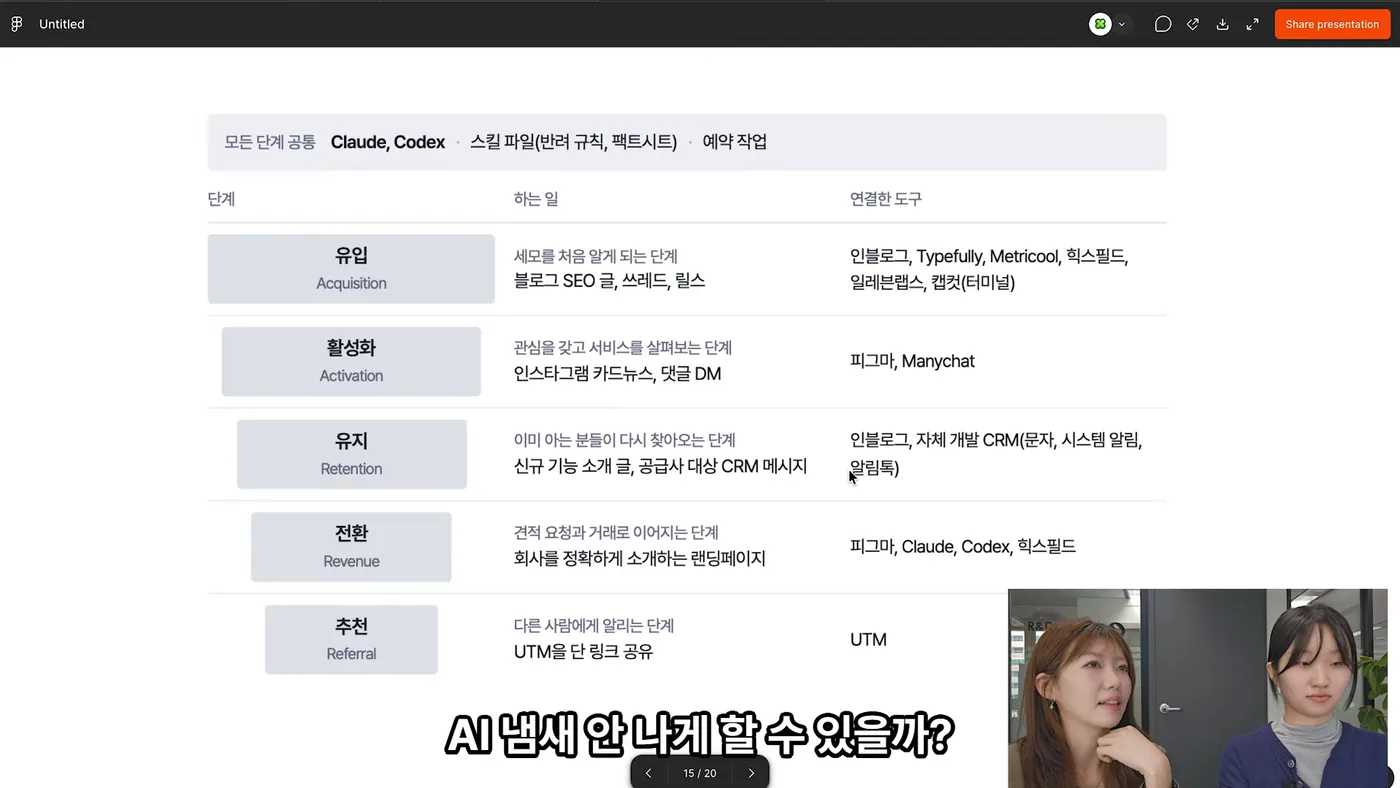 Untitled
Share presentation
모든 단계 공통 Claude, Codex · 스킬 파일(반려 규칙, 팩트시트) · 예약 작업
단계 하는 일 연결한 도구
유입
Acquisition
세모를 처음 알게 되는 단계
블로그 SEO 글, 쓰레드, 릴스
인블로그, Typefully, Metricool, 힉스필드,
일레븐랩스, 캡컷(터미널)
활성화
Activation
관심을 갖고 서비스를 살펴보는 단계
인스타그램 카드뉴스, 댓글 DM
피그마, Manychat
유지
Retention
이미 아는 분들이 다시 찾아오는 단계
신규 기능 소개 글, 공급사 대상 CRM 메시지
인블로그, 자체 개발 CRM(문자, 시스템 알림,
알림톡)
전환
Revenue
견적 요청과 거래로 이어지는 단계
회사를 정확하게 소개하는 랜딩페이지
피그마, Claude, Codex, 힉스필드
추천
Referral
다른 사람에게 알리는 단계
UTM을 단 링크 공유
UTM
R&D
AI 냄새 안 나게 할 수 있을까?
15 / 20